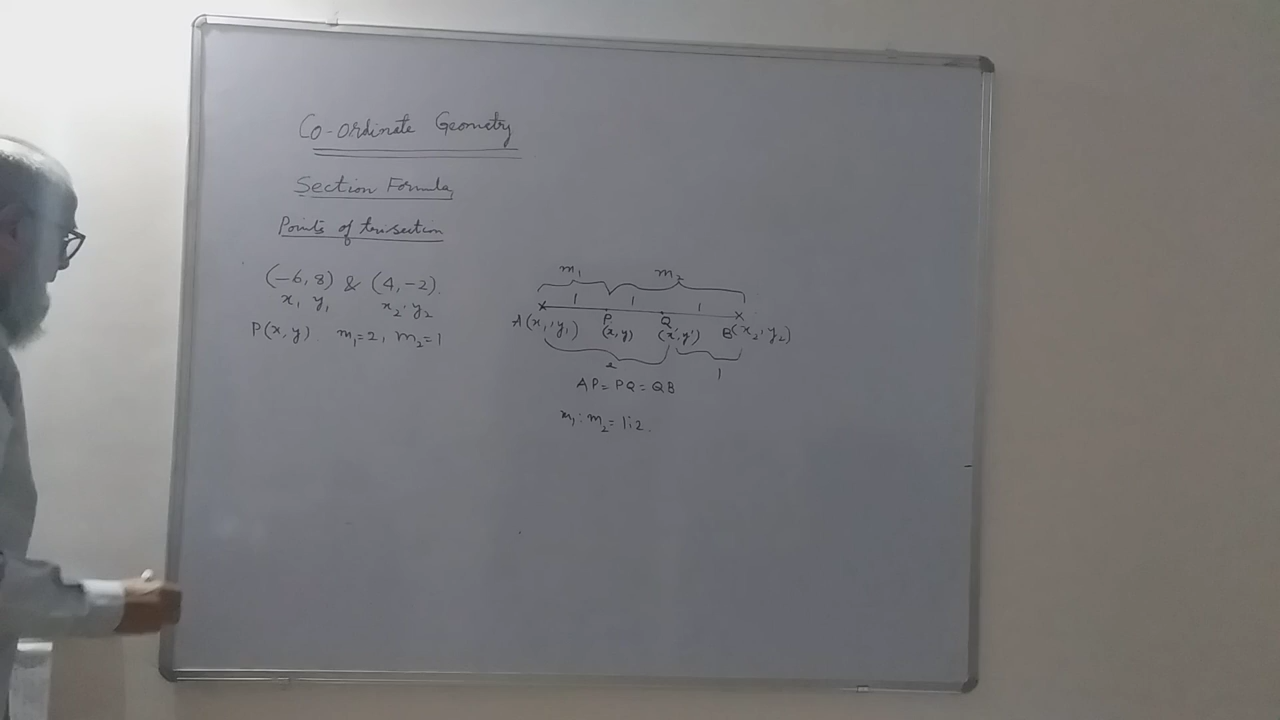 Co-ordinate Geometry
Section Formula,
Points of trisection
(-6, 8) & (4, -2).
x₁ y₁ x₂, y₂
P(x, y). m₁=2, m₂=1
m₁ m₂
1 1 1
P Q
A(x₁, y₁) (x, y) (x', y') B(x₂, y₂)
2 1
AP = PQ = QB
m₁ : m₂ = 1:2.